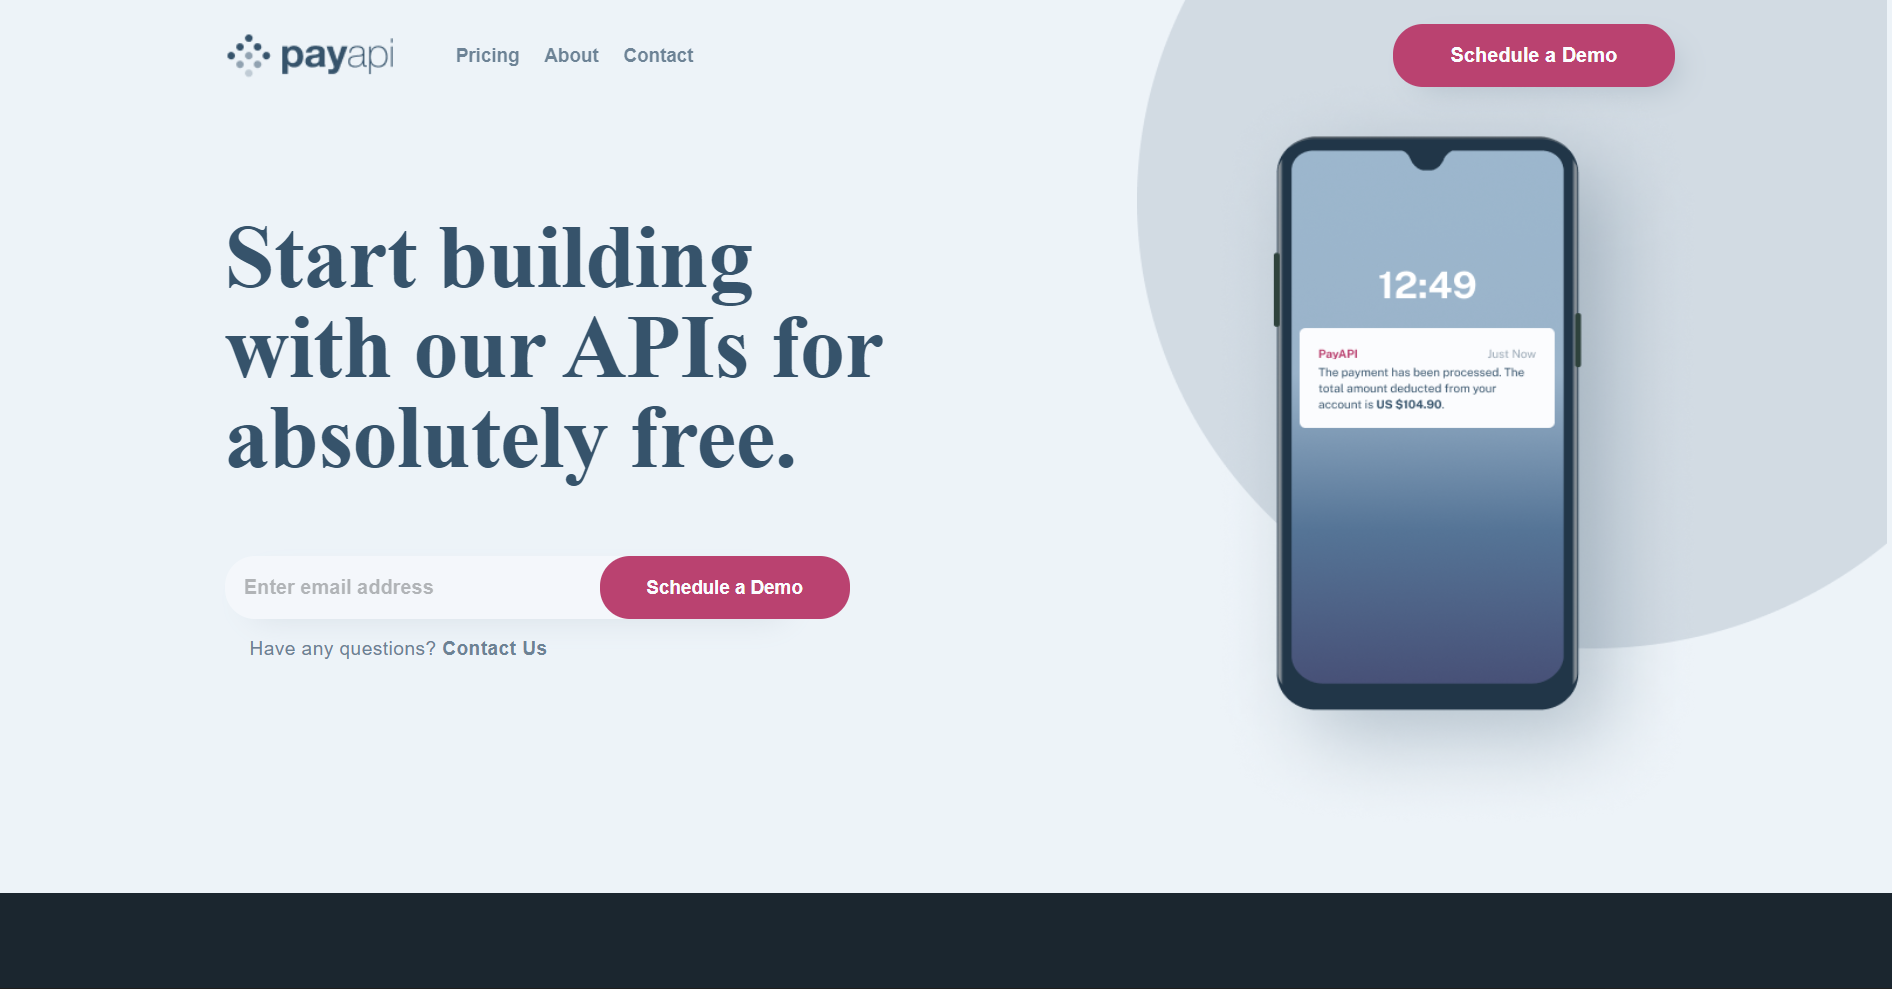 payapi
Pricing About Contact
Schedule a Demo
Start building
with our APIs for
absolutely free.
Enter email address
Schedule a Demo
Have any questions? Contact Us
12:49
PayAPI Just Now
The payment has been processed. The
total amount deducted from your
account is US $104.90.